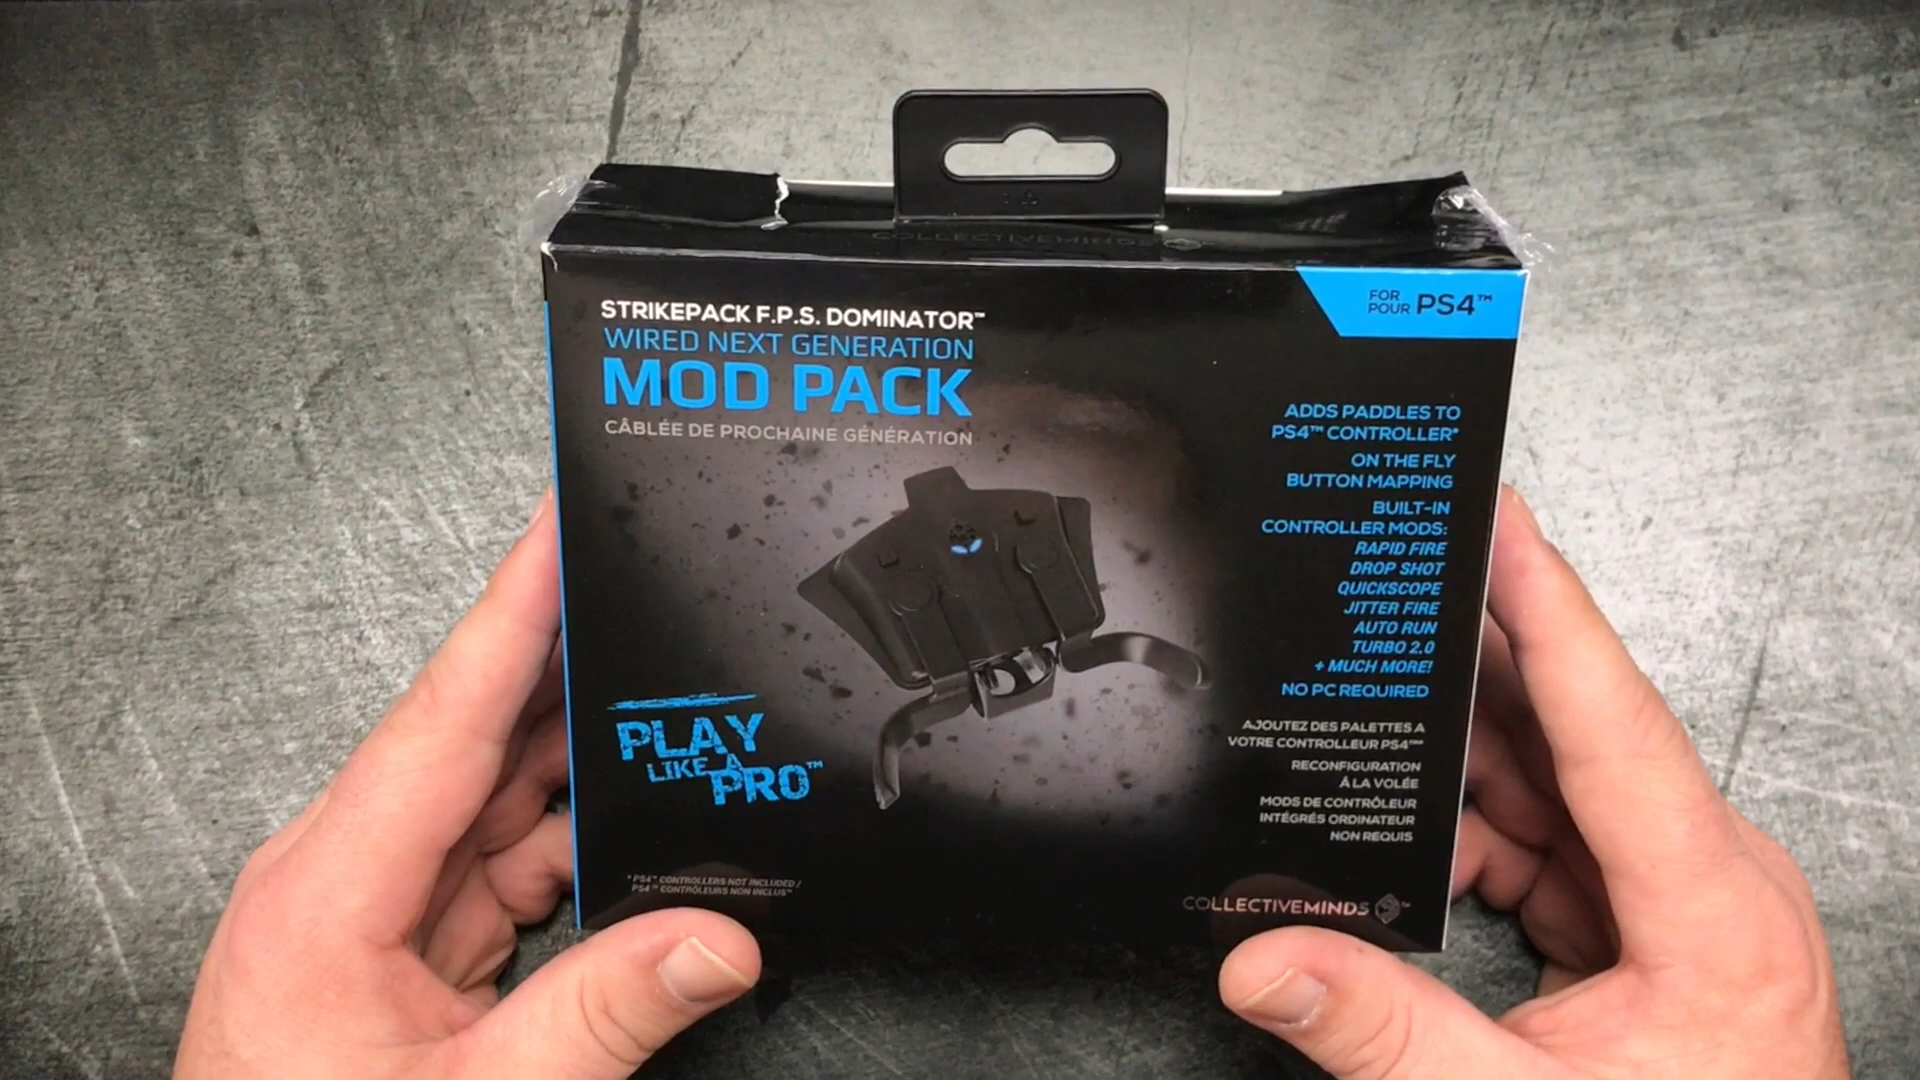 COLLECTIVEMINDS
STRIKEPACK F.P.S. DOMINATOR™
WIRED NEXT GENERATION
MOD PACK
CÂBLÉE DE PROCHAINE GÉNÉRATION
FOR
POUR PS4™
ADDS PADDLES TO
PS4™ CONTROLLER*
ON THE FLY
BUTTON MAPPING
BUILT-IN
CONTROLLER MODS:
RAPID FIRE
DROP SHOT
QUICKSCOPE
JITTER FIRE
AUTO RUN
TURBO 2.0
+ MUCH MORE!
NO PC REQUIRED
AJOUTEZ DES PALETTES A
VOTRE CONTROLLEUR PS4™*
RECONFIGURATION
À LA VOLÉE
MODS DE CONTRÔLEUR
INTÉGRÉS ORDINATEUR
NON REQUIS
PLAY
LIKE A
PRO™
* PS4™ CONTROLLERS NOT INCLUDED /
PS4™ CONTRÔLEURS NON INCLUS*
COLLECTIVEMINDS™